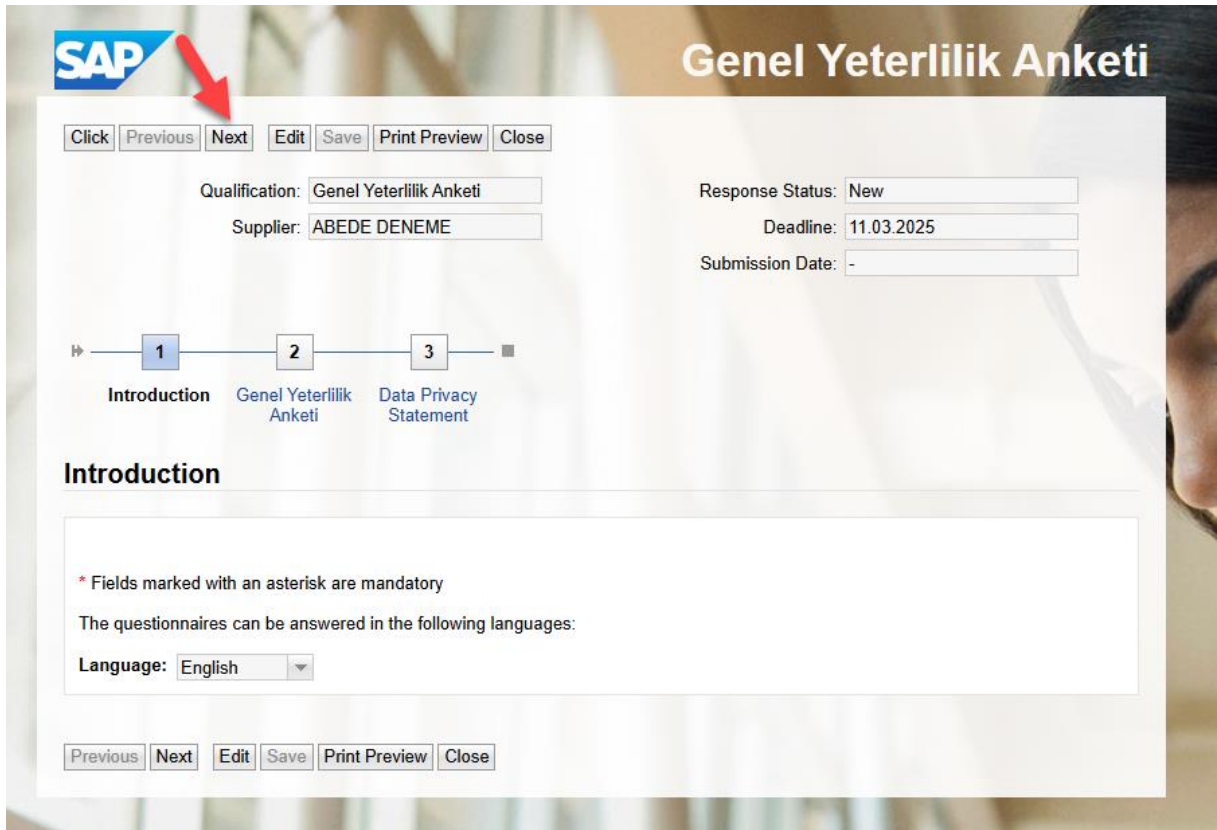 SAP
Genel Yeterlilik Anketi
Click Previous Next Edit Save Print Preview Close
Qualification: Genel Yeterlilik Anketi
Response Status: New
Supplier: ABEDE DENEME
Deadline: 11.03.2025
Submission Date: -
1 2 3
Introduction Genel Yeterlilik Data Privacy
Anketi Statement
Introduction
* Fields marked with an asterisk are mandatory
The questionnaires can be answered in the following languages:
Language: English
Previous Next Edit Save Print Preview Close